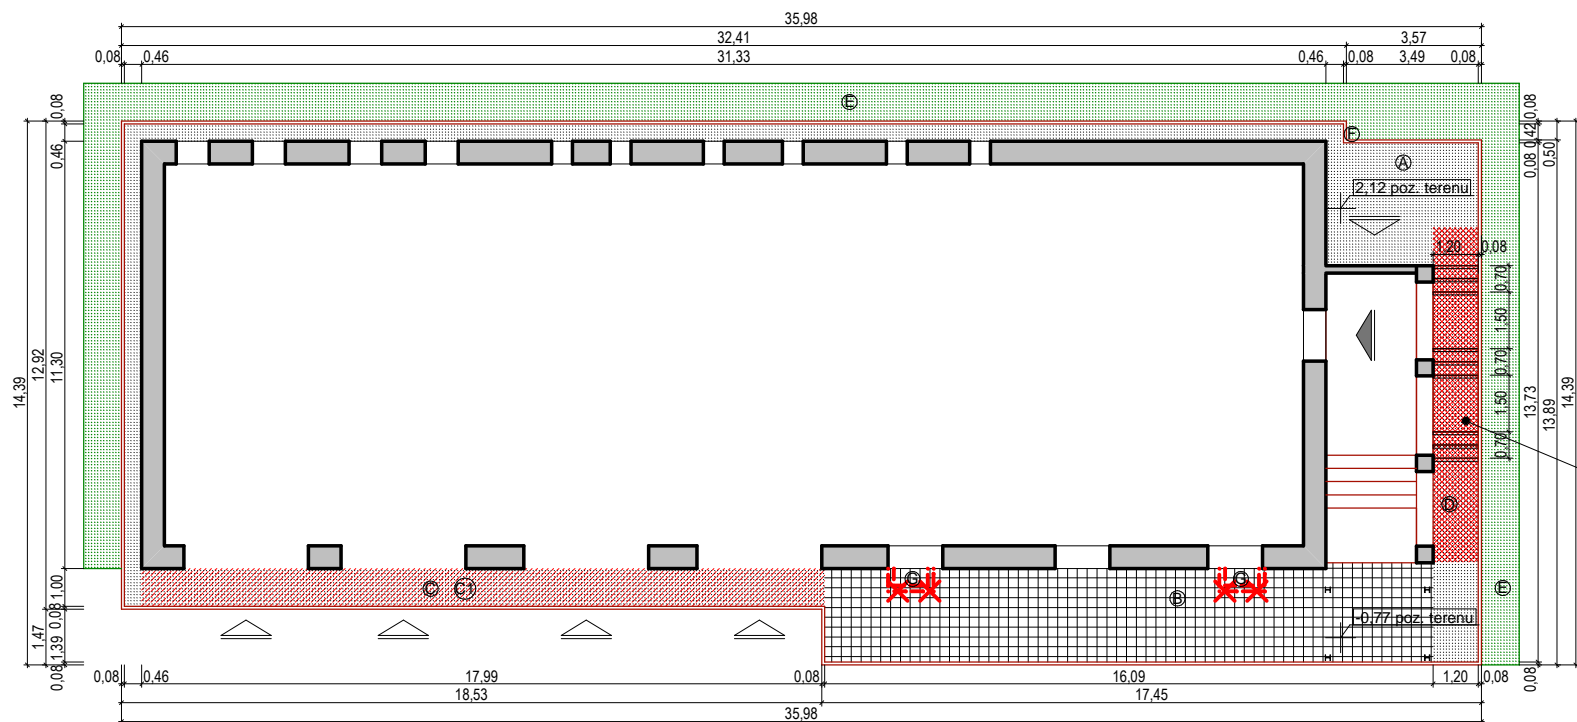 35,98
32,41 3,57
0,08 0,46 31,33 0,46 0,08 3,49 0,08
E
0,08 0,46 11,30 1,00 0,08 1,39 0,08
12,92 1,47
14,39
0,08 0,42 0,08 13,73 0,08
0,50 13,89
14,39
F
A
2,12 poz. terenu
1,20 0,08
0,70
1,50
0,70
1,50
0,70
D
C C1
G G
B
E
-0,77 poz. terenu
0,08 0,46 17,99 0,08 16,09 1,20 0,08
18,53 17,45
35,98